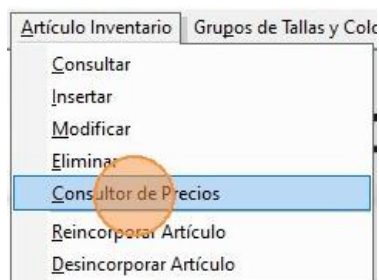 Artículo Inventario Grupos de Tallas y Colo
Consultar
Insertar
Modificar
Eliminar
Consultor de Precios
Reincorporar Artículo
Desincorporar Artículo